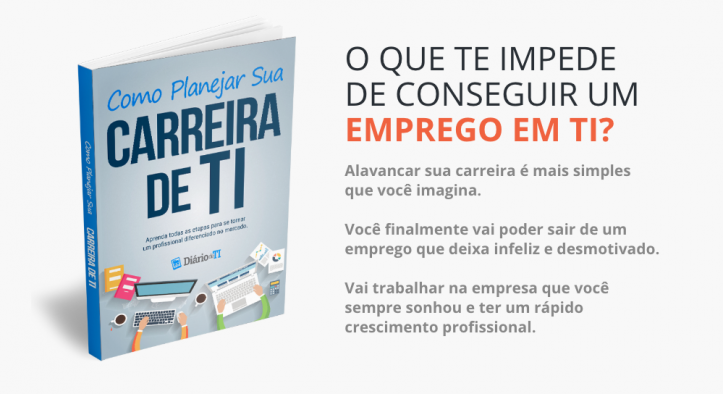 Como Planejar Sua
CARREIRA
DE TI
Aprenda todas as etapas para se tornar
um profissional diferenciado no mercado.
Diário de TI
Como Planejar Sua CARREIRA DE TI
O QUE TE IMPEDE
DE CONSEGUIR UM
EMPREGO EM TI?
Alavancar sua carreira é mais simples
que você imagina.
Você finalmente vai poder sair de um
emprego que deixa infeliz e desmotivado.
Vai trabalhar na empresa que você
sempre sonhou e ter um rápido
crescimento profissional.